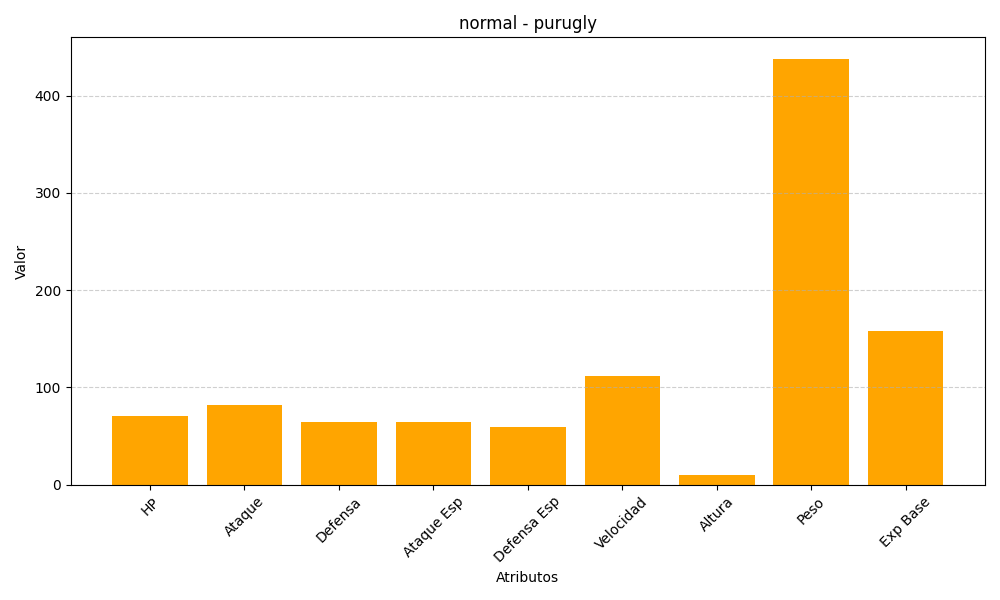 normal - purugly
Valor
400
300
200
100
0
HP
Ataque
Defensa
Ataque Esp
Defensa Esp
Velocidad
Altura
Peso
Exp Base
Atributos